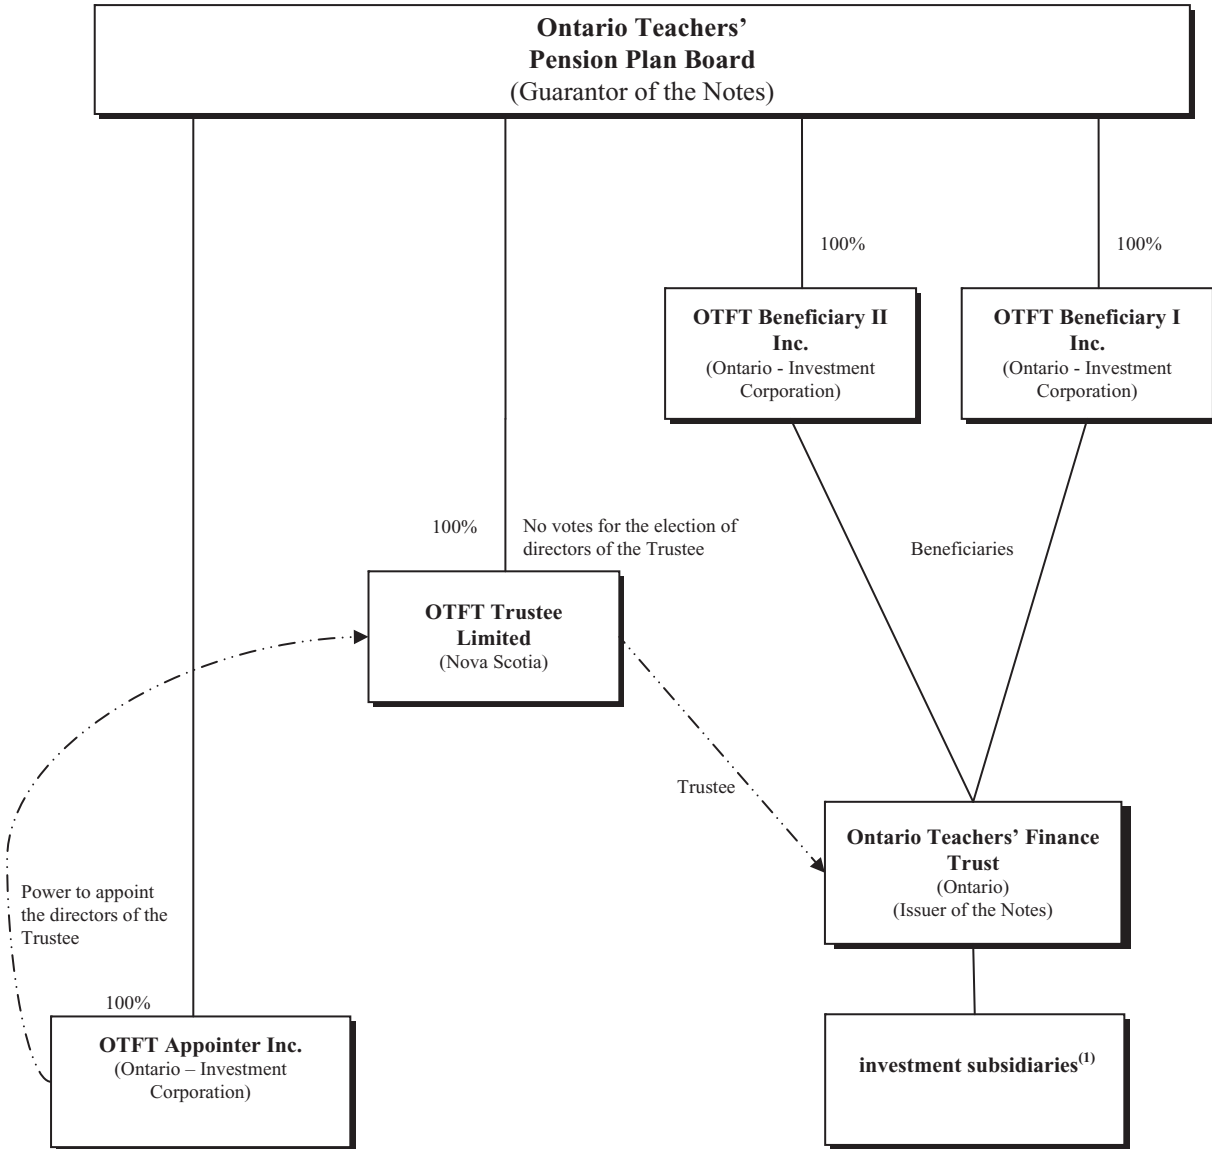 Ontario Teachers’
Pension Plan Board
(Guarantor of the Notes)
100%
100%
OTFT Beneficiary II
Inc.
(Ontario - Investment
Corporation)
OTFT Beneficiary I
Inc.
(Ontario - Investment
Corporation)
100%
No votes for the election of
directors of the Trustee
Beneficiaries
OTFT Trustee
Limited
(Nova Scotia)
Trustee
Ontario Teachers’ Finance
Trust
(Ontario)
(Issuer of the Notes)
Power to appoint
the directors of the
Trustee
100%
OTFT Appointer Inc.
(Ontario – Investment
Corporation)
investment subsidiaries(1)